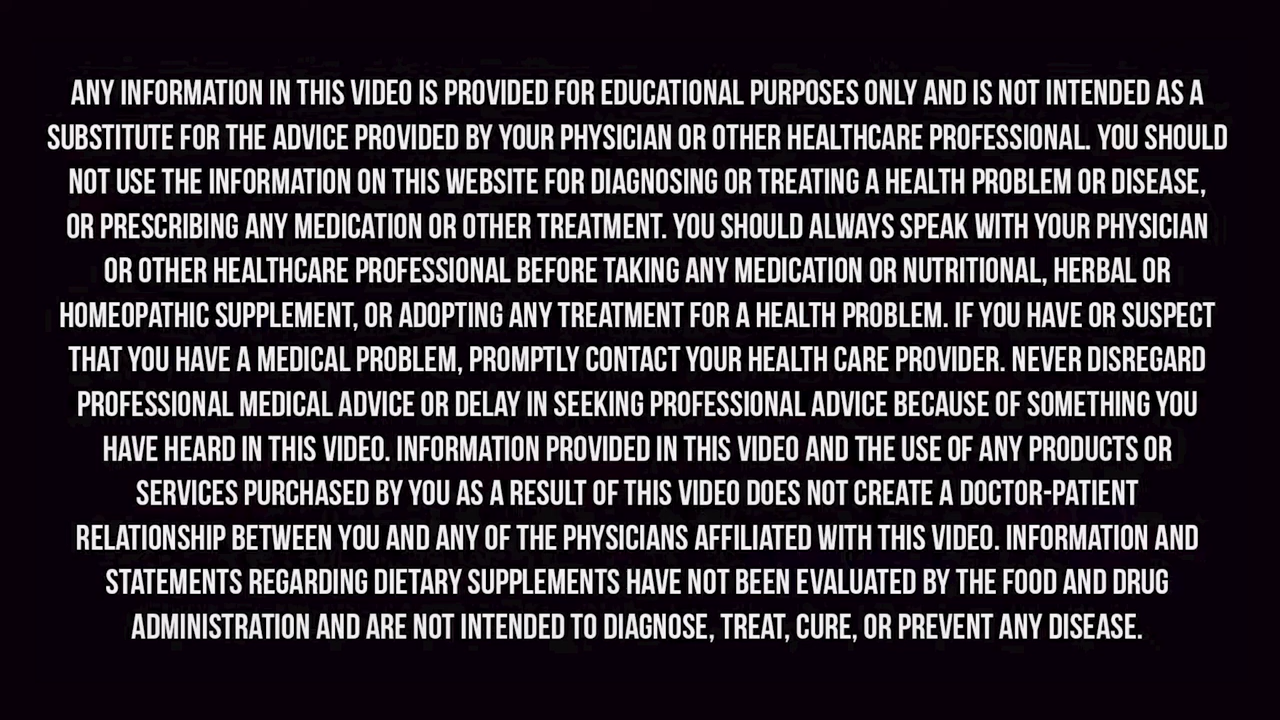 ANY INFORMATION IN THIS VIDEO IS PROVIDED FOR EDUCATIONAL PURPOSES ONLY AND IS NOT INTENDED AS A
SUBSTITUTE FOR THE ADVICE PROVIDED BY YOUR PHYSICIAN OR OTHER HEALTHCARE PROFESSIONAL. YOU SHOULD
NOT USE THE INFORMATION ON THIS WEBSITE FOR DIAGNOSING OR TREATING A HEALTH PROBLEM OR DISEASE,
OR PRESCRIBING ANY MEDICATION OR OTHER TREATMENT. YOU SHOULD ALWAYS SPEAK WITH YOUR PHYSICIAN
OR OTHER HEALTHCARE PROFESSIONAL BEFORE TAKING ANY MEDICATION OR NUTRITIONAL, HERBAL OR
HOMEOPATHIC SUPPLEMENT, OR ADOPTING ANY TREATMENT FOR A HEALTH PROBLEM. IF YOU HAVE OR SUSPECT
THAT YOU HAVE A MEDICAL PROBLEM, PROMPTLY CONTACT YOUR HEALTH CARE PROVIDER. NEVER DISREGARD
PROFESSIONAL MEDICAL ADVICE OR DELAY IN SEEKING PROFESSIONAL ADVICE BECAUSE OF SOMETHING YOU
HAVE HEARD IN THIS VIDEO. INFORMATION PROVIDED IN THIS VIDEO AND THE USE OF ANY PRODUCTS OR
SERVICES PURCHASED BY YOU AS A RESULT OF THIS VIDEO DOES NOT CREATE A DOCTOR-PATIENT
RELATIONSHIP BETWEEN YOU AND ANY OF THE PHYSICIANS AFFILIATED WITH THIS VIDEO. INFORMATION AND
STATEMENTS REGARDING DIETARY SUPPLEMENTS HAVE NOT BEEN EVALUATED BY THE FOOD AND DRUG
ADMINISTRATION AND ARE NOT INTENDED TO DIAGNOSE, TREAT, CURE, OR PREVENT ANY DISEASE.